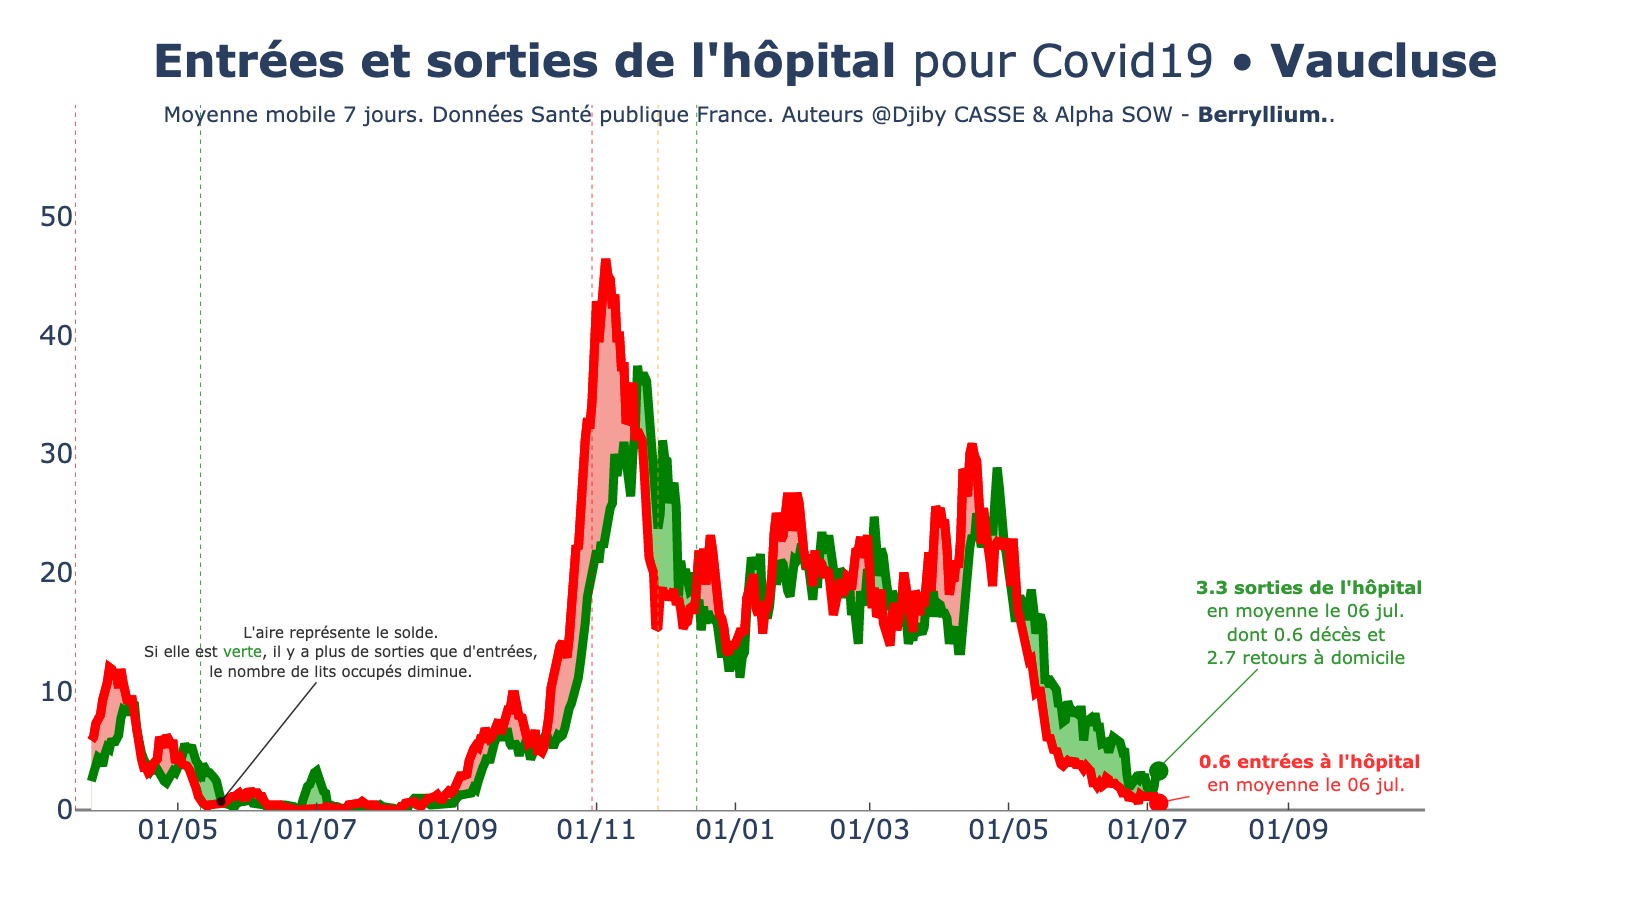 Entrées et sorties de l'hôpital pour Covid19 • Vaucluse
Moyenne mobile 7 jours. Données Santé publique France. Auteurs @Djiby CASSE & Alpha SOW - Berryllium..
50
40
30
20
10
0
L'aire représente le solde.
Si elle est verte, il y a plus de sorties que d'entrées,
le nombre de lits occupés diminue.
3.3 sorties de l'hôpital
en moyenne le 06 jul.
dont 0.6 décès et
2.7 retours à domicile
0.6 entrées à l'hôpital
en moyenne le 06 jul.
01/05 01/07 01/09 01/11 01/01 01/03 01/05 01/07 01/09